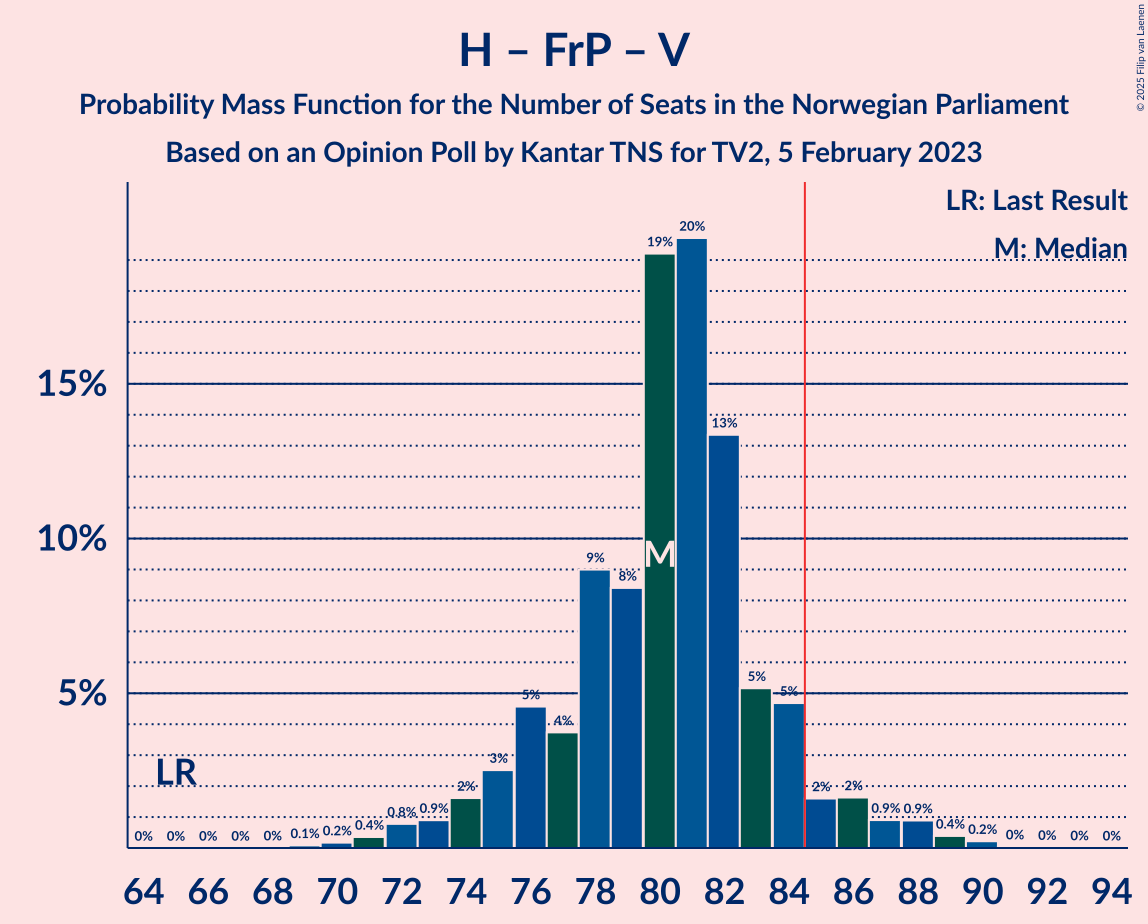 H – FrP – V
Probability Mass Function for the Number of Seats in the Norwegian Parliament
Based on an Opinion Poll by Kantar TNS for TV2, 5 February 2023
© 2025 Filip van Laenen
LR: Last Result
M: Median
15%
10%
5%
LR
M
0% 0% 0% 0% 0% 0.1% 0.2% 0.4% 0.8% 0.9% 2% 3% 5% 4% 9% 8% 19% 20% 13% 5% 5% 2% 2% 0.9% 0.9% 0.4% 0.2% 0% 0% 0% 0%
64 66 68 70 72 74 76 78 80 82 84 86 88 90 92 94